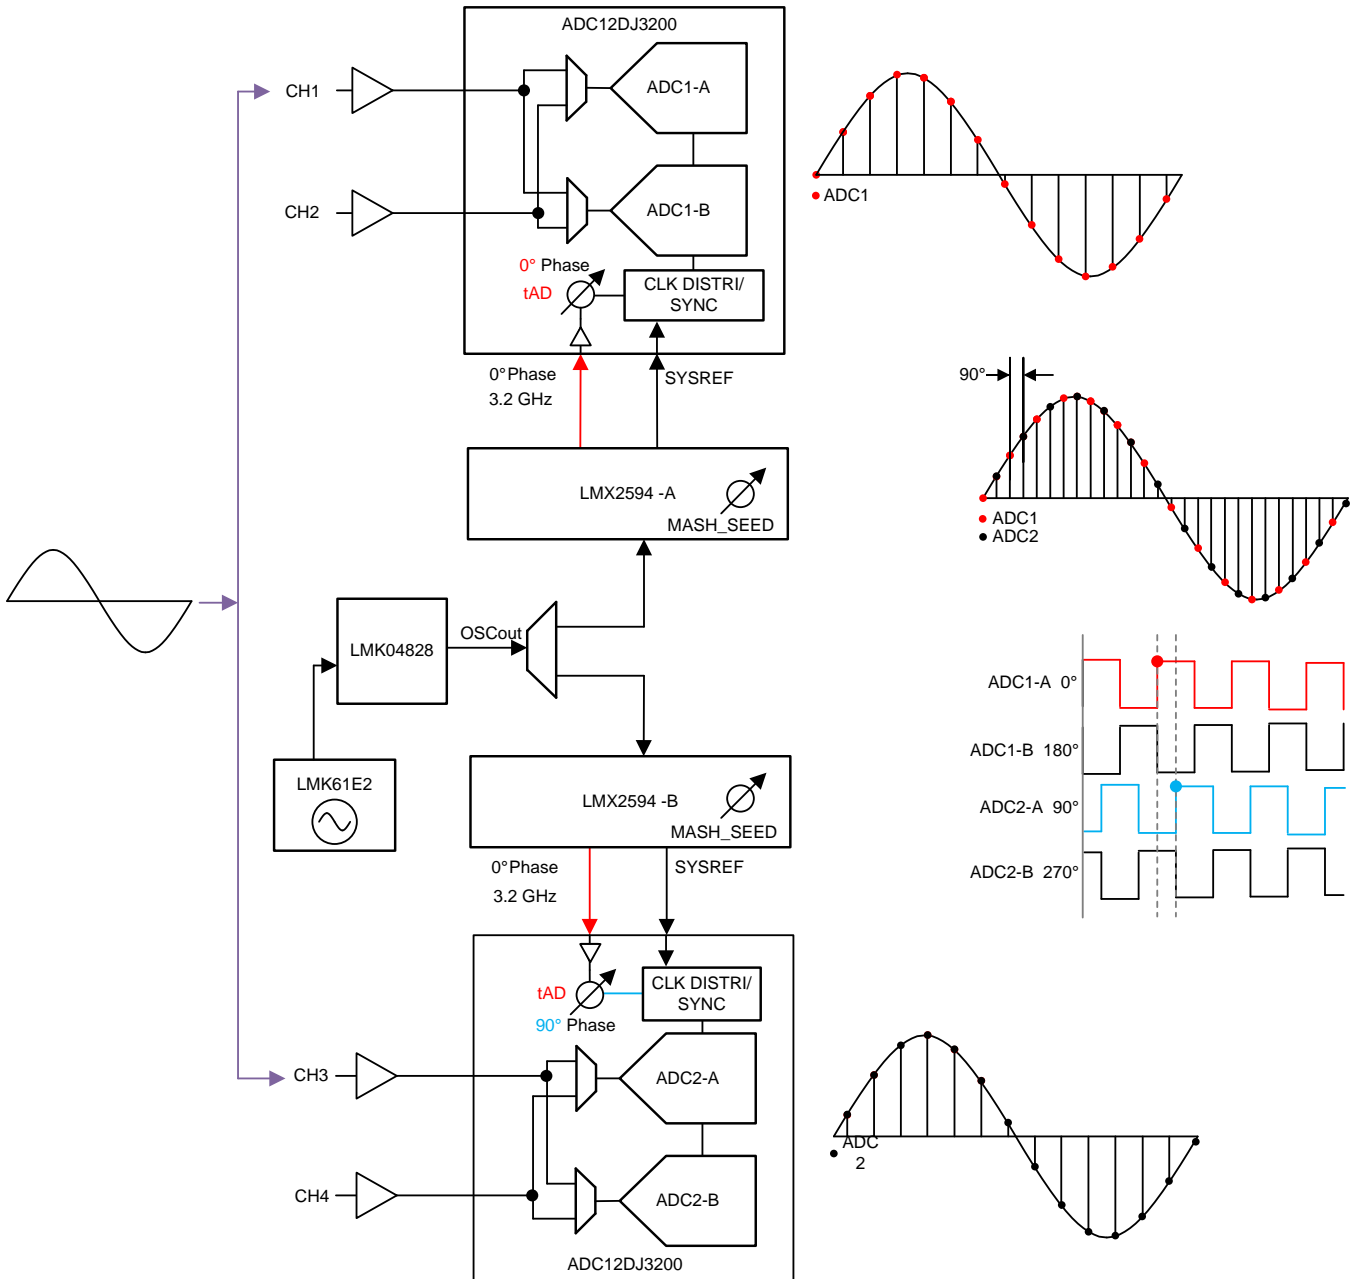 ADC12DJ3200
CH1
ADC1-A
CH2
ADC1-B
ADC1
0° Phase
tAD
CLK DISTRI/
SYNC
0°Phase
3.2 GHz
SYSREF
90°
LMX2594 -A
MASH_SEED
ADC1
ADC2
LMK04828
OSCout
ADC1-A 0°
ADC1-B 180°
ADC2-A 90°
ADC2-B 270°
LMK61E2
LMX2594 -B
MASH_SEED
0°Phase
3.2 GHz
SYSREF
tAD
90° Phase
CLK DISTRI/
SYNC
CH3
ADC2-A
CH4
ADC2-B
ADC
2
ADC12DJ3200